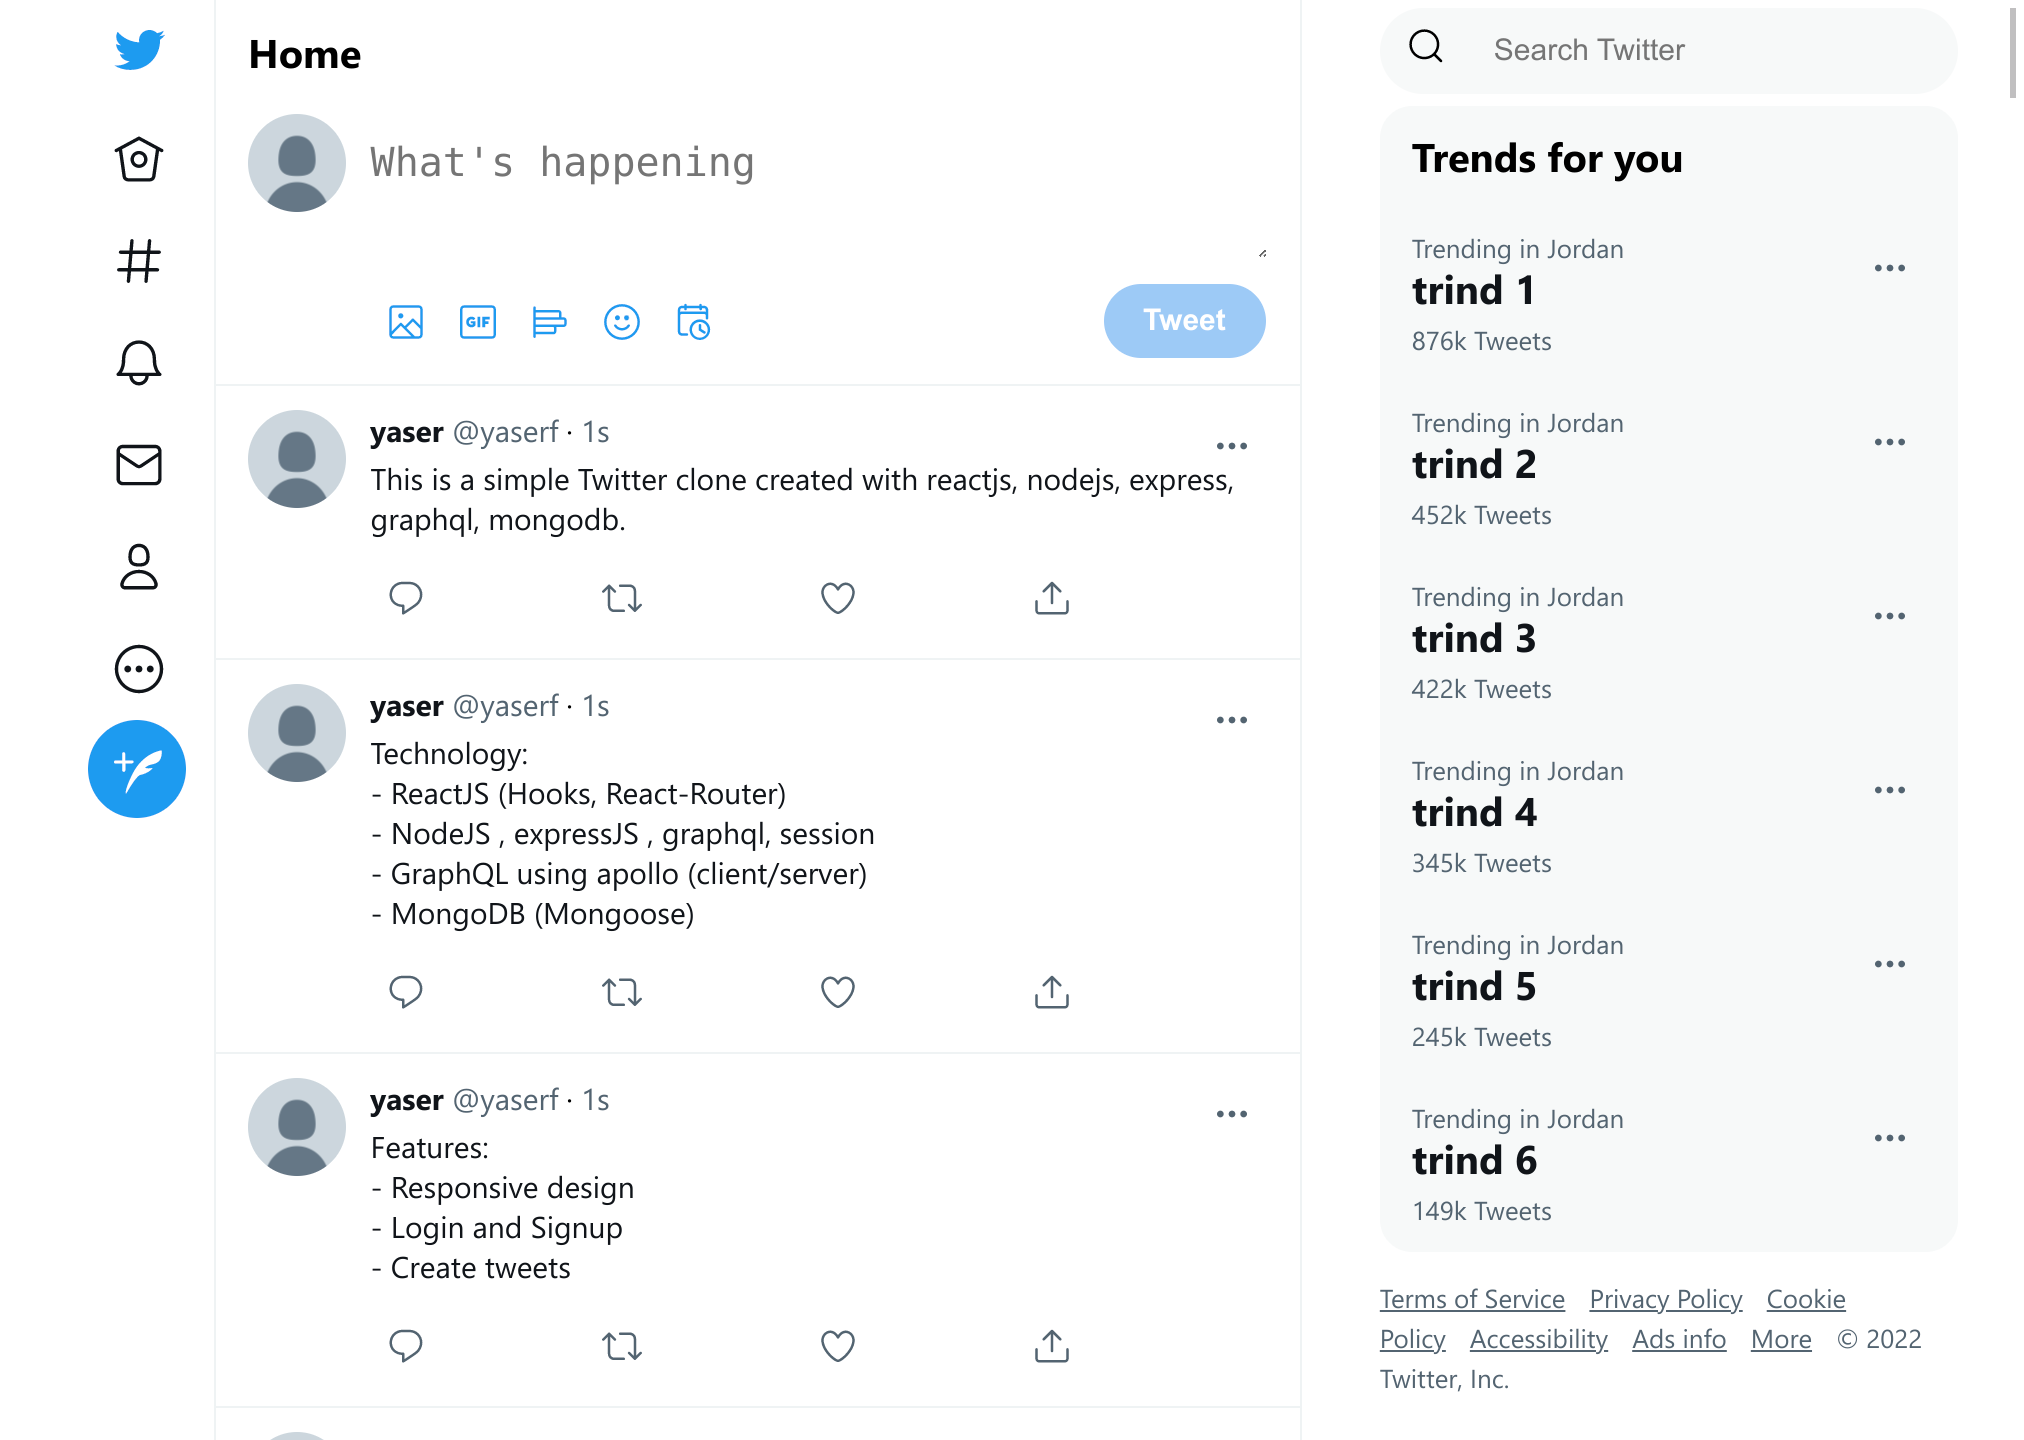 Home
What's happening
GIF
Tweet
yaser @yaserf · 1s
This is a simple Twitter clone created with reactjs, nodejs, express,
graphql, mongodb.
yaser @yaserf · 1s
Technology:
- ReactJS (Hooks, React-Router)
- NodeJS , expressJS , graphql, session
- GraphQL using apollo (client/server)
- MongoDB (Mongoose)
yaser @yaserf · 1s
Features:
- Responsive design
- Login and Signup
- Create tweets
Search Twitter
Trends for you
Trending in Jordan
trind 1
876k Tweets
Trending in Jordan
trind 2
452k Tweets
Trending in Jordan
trind 3
422k Tweets
Trending in Jordan
trind 4
345k Tweets
Trending in Jordan
trind 5
245k Tweets
Trending in Jordan
trind 6
149k Tweets
Terms of Service Privacy Policy Cookie
Policy Accessibility Ads info More © 2022
Twitter, Inc.